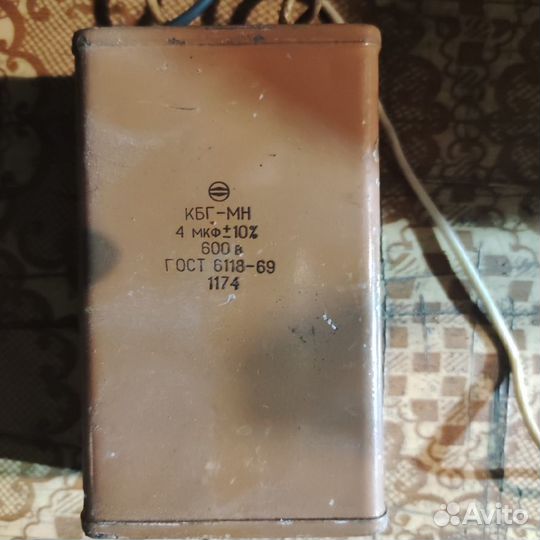 КБГ-МН
4 мкф±10%
600 в
ГОСТ 6118-69
1174
Avito